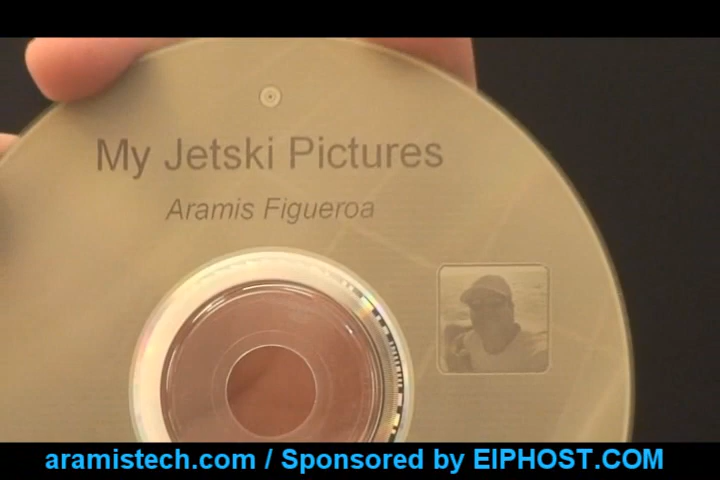 My Jetski Pictures
Aramis Figueroa
aramistech.com / Sponsored by EIPHOST.COM